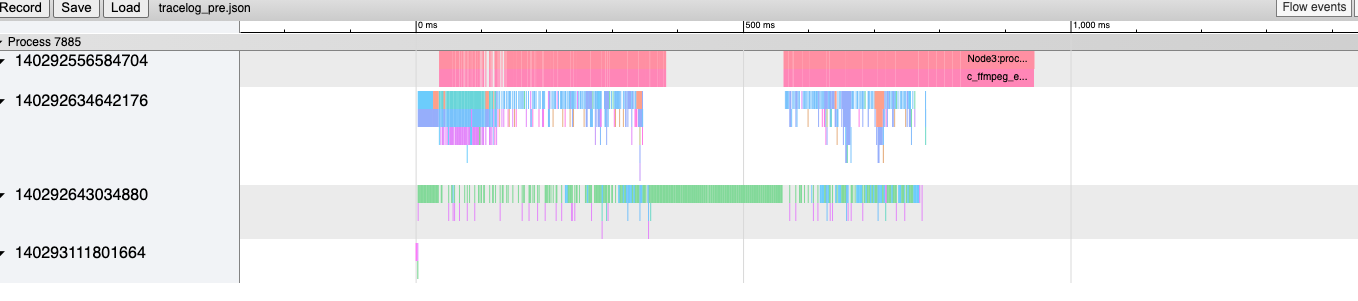 Record Save Load tracelog_pre.json Flow events
0 ms 500 ms 1,000 ms
Process 7885
140292556584704 Node3:proc...
c_ffmpeg_e...
140292634642176
140292643034880
140293111801664